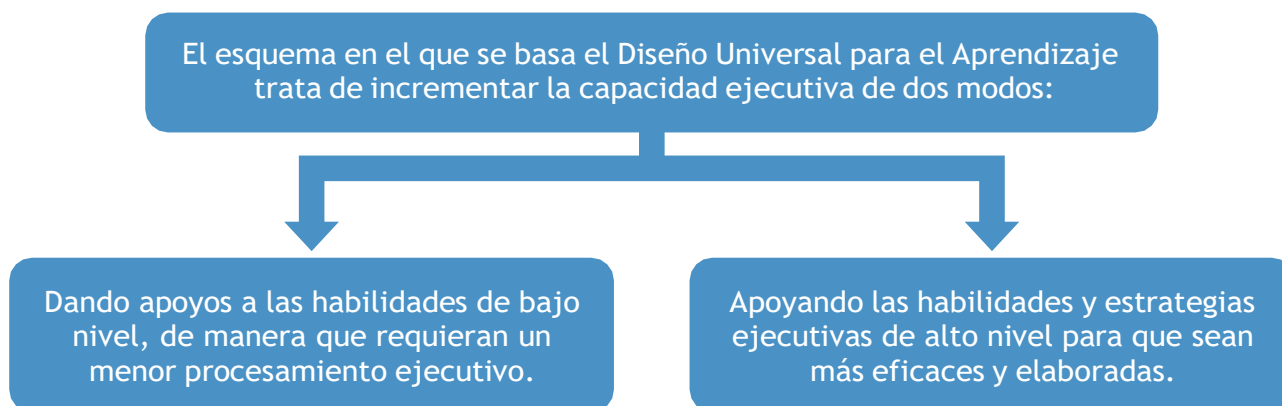 El esquema en el que se basa el Diseño Universal para el Aprendizaje
trata de incrementar la capacidad ejecutiva de dos modos:
Dando apoyos a las habilidades de bajo
nivel, de manera que requieran un
menor procesamiento ejecutivo.
Apoyando las habilidades y estrategias
ejecutivas de alto nivel para que sean
más eficaces y elaboradas.